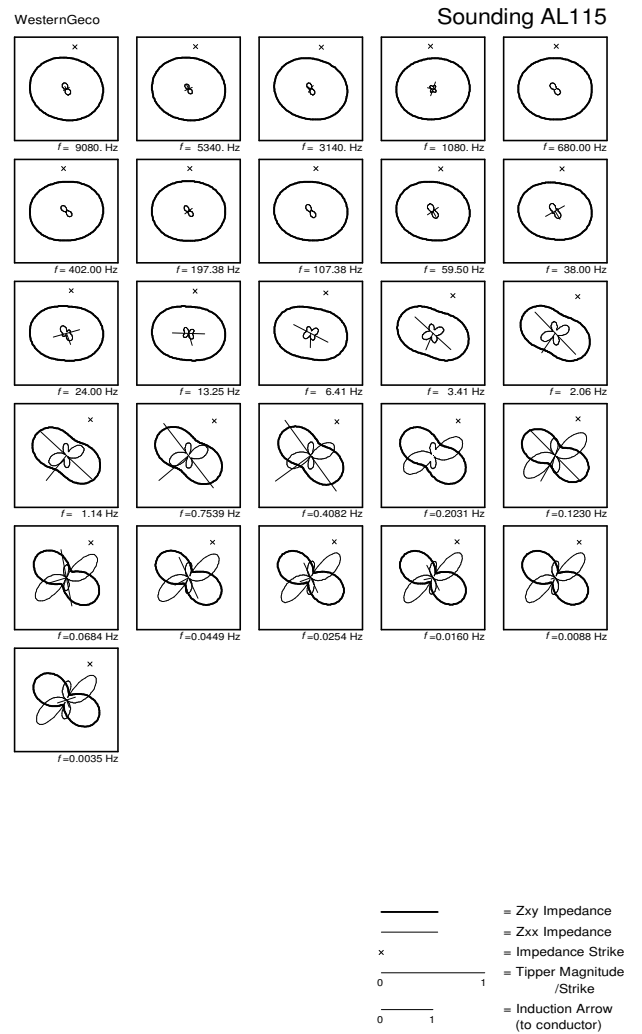 WesternGeco Sounding AL115
f = 9080. Hz f = 5340. Hz f = 3140. Hz f = 1080. Hz f = 680.00 Hz
f = 402.00 Hz f = 197.38 Hz f = 107.38 Hz f = 59.50 Hz f = 38.00 Hz
f = 24.00 Hz f = 13.25 Hz f = 6.41 Hz f = 3.41 Hz f = 2.06 Hz
f = 1.14 Hz f =0.7539 Hz f =0.4082 Hz f =0.2031 Hz f =0.1230 Hz
f =0.0684 Hz f =0.0449 Hz f =0.0254 Hz f =0.0160 Hz f =0.0088 Hz
f =0.0035 Hz
= Zxy Impedance
= Zxx Impedance
× = Impedance Strike
= Tipper Magnitude
0 1 /Strike
= Induction Arrow
0 1 (to conductor)